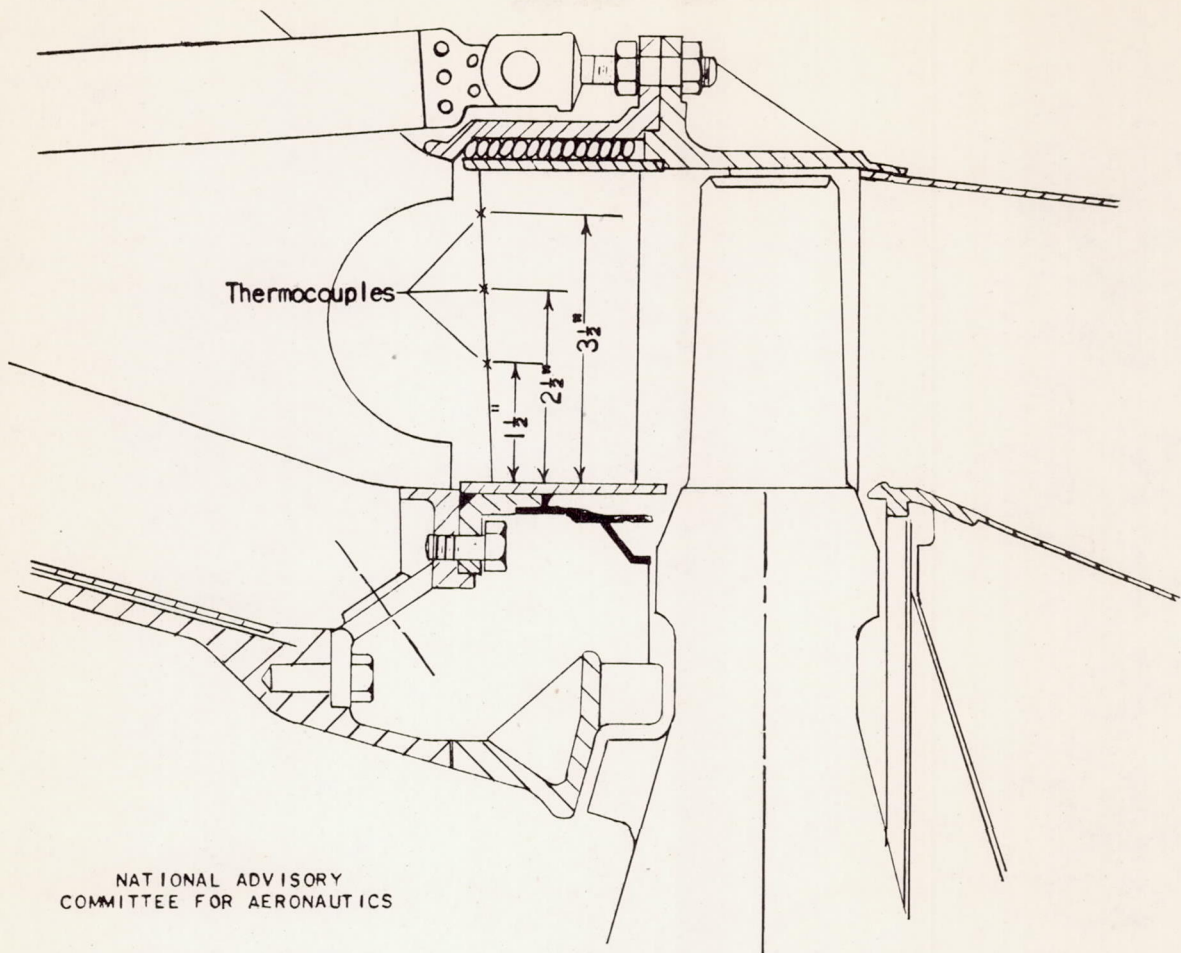 Thermocouples
3½"
2½"
1½"
NATIONAL ADVISORY
COMMITTEE FOR AERONAUTICS